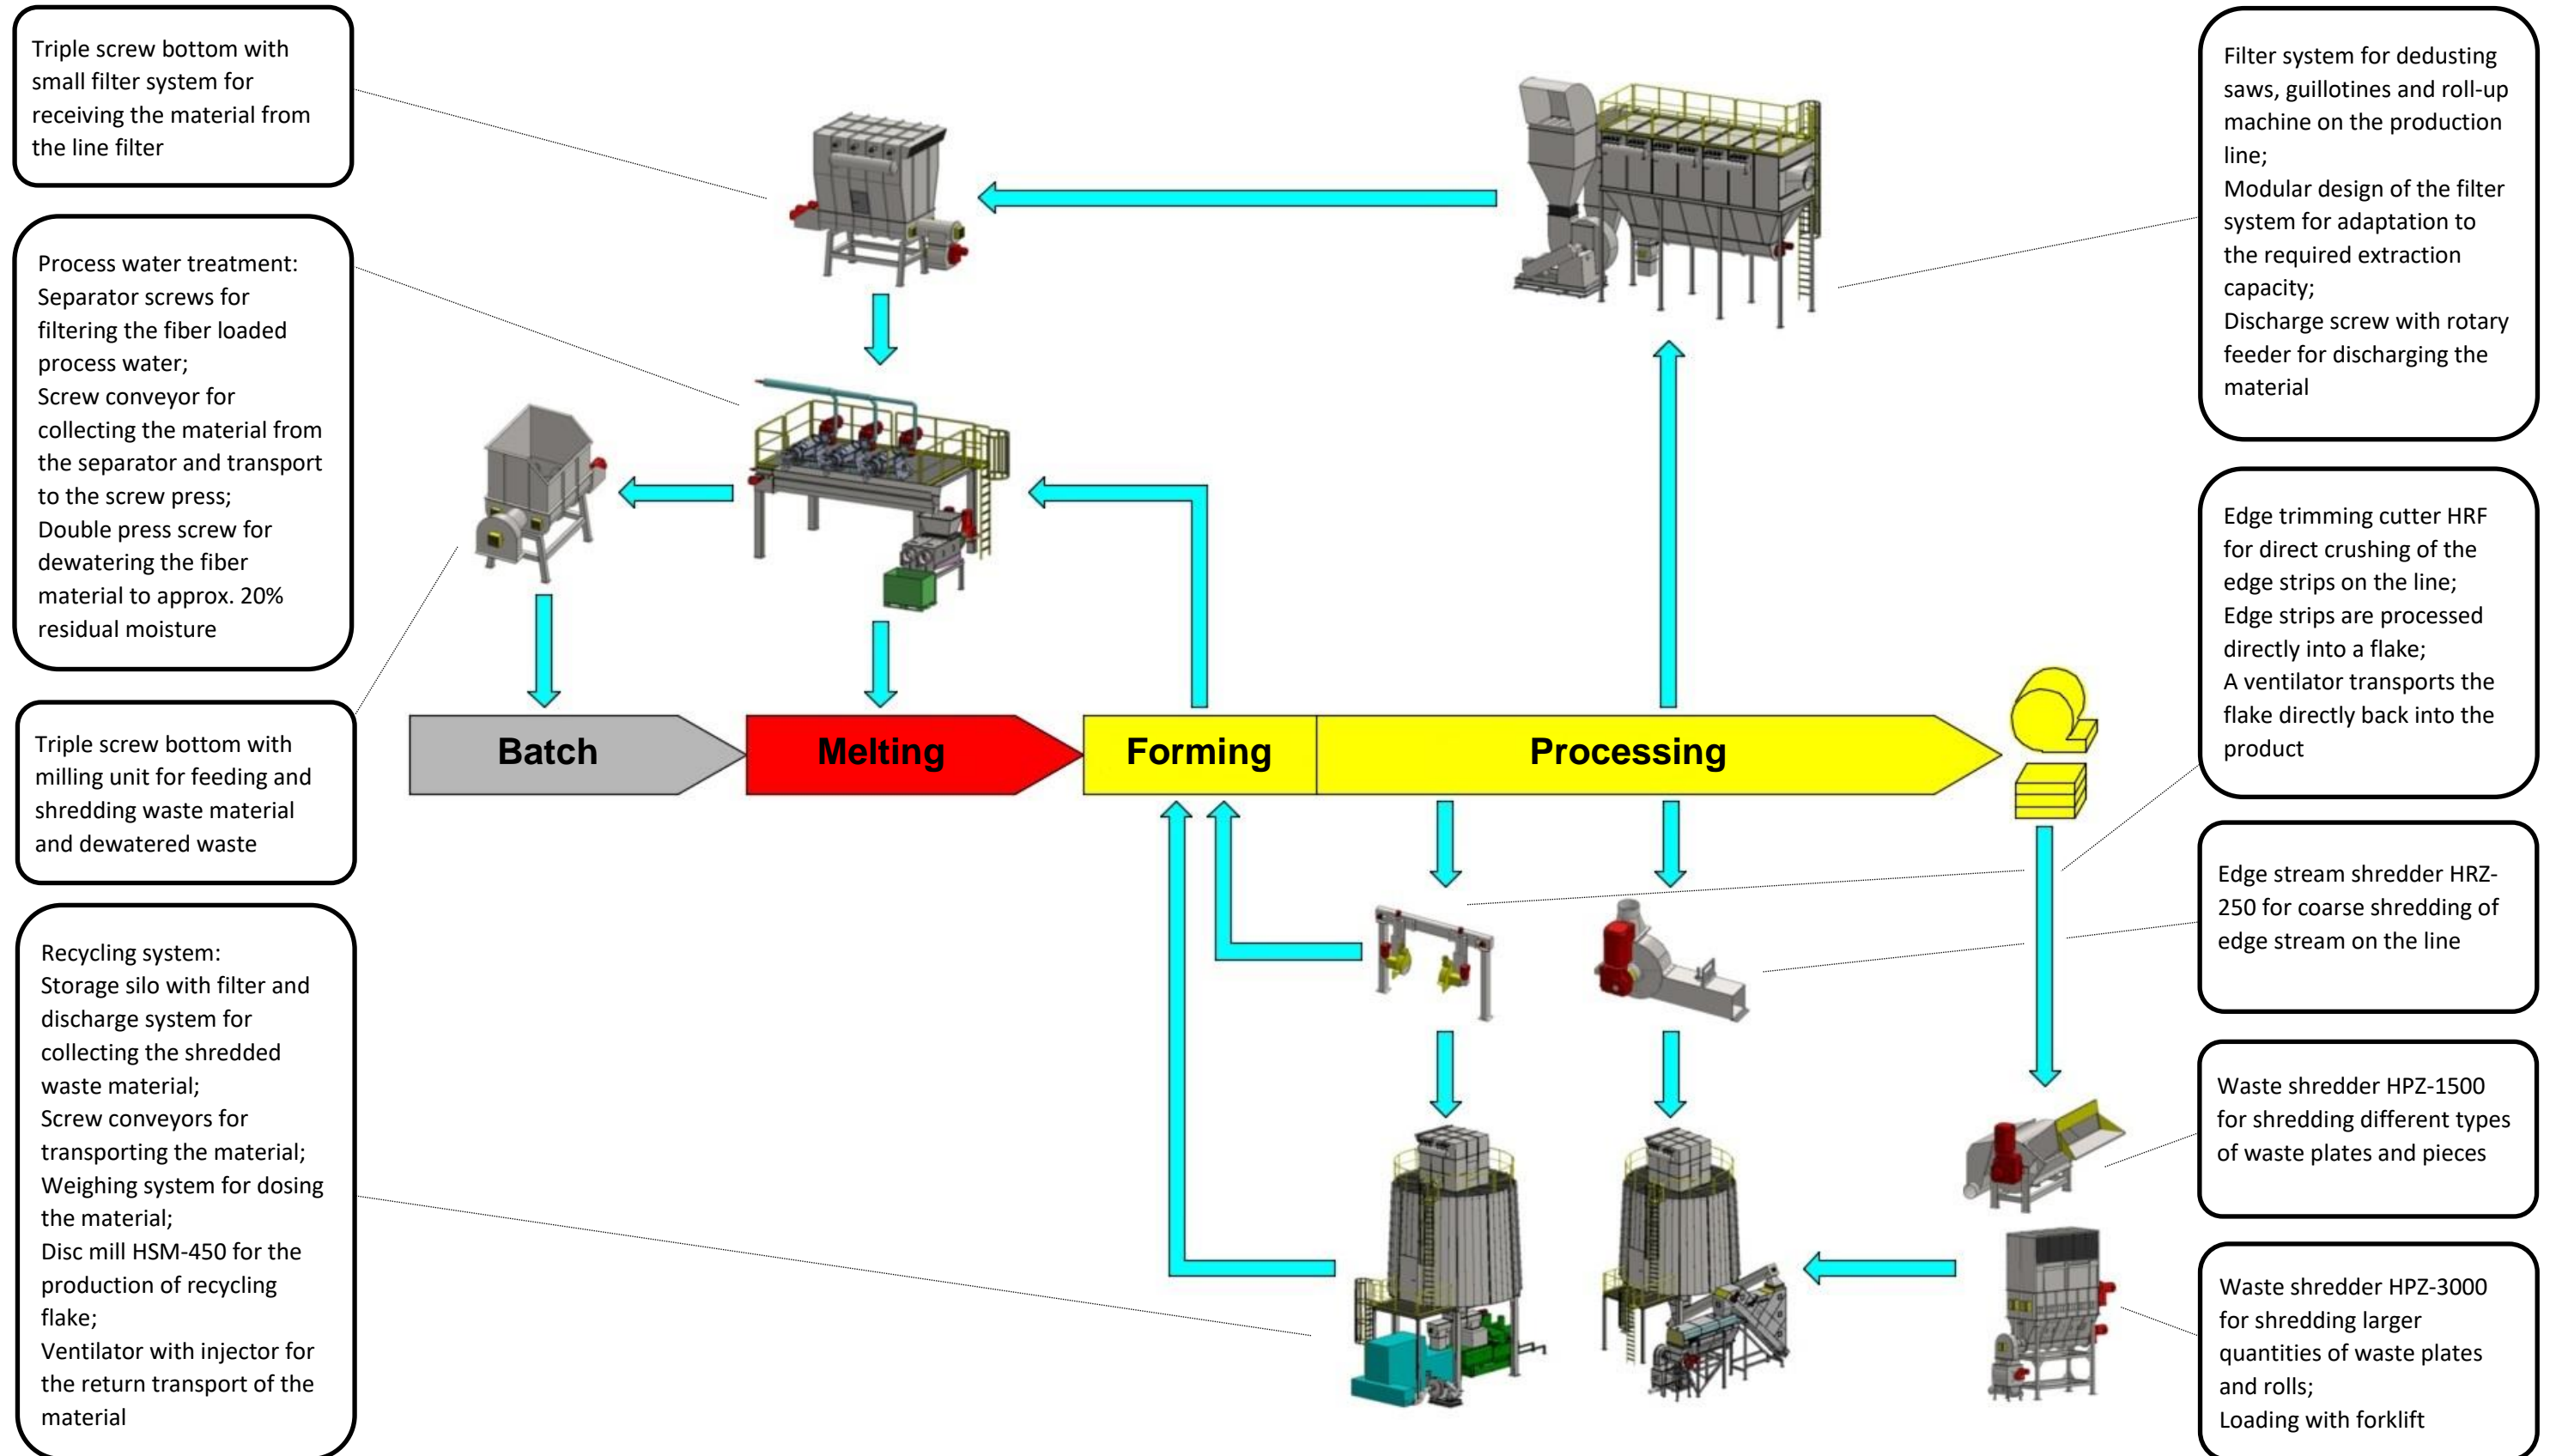 Triple screw bottom with
small filter system for
receiving the material from
the line filter
Process water treatment:
Separator screws for
filtering the fiber loaded
process water;
Screw conveyor for
collecting the material from
the separator and transport
to the screw press;
Double press screw for
dewatering the fiber
material to approx. 20%
residual moisture
Triple screw bottom with
milling unit for feeding and
shredding waste material
and dewatered waste
Recycling system:
Storage silo with filter and
discharge system for
collecting the shredded
waste material;
Screw conveyors for
transporting the material;
Weighing system for dosing
the material;
Disc mill HSM-450 for the
production of recycling
flake;
Ventilator with injector for
the return transport of the
material
Batch
Melting
Forming
Processing
Filter system for dedusting
saws, guillotines and roll-up
machine on the production
line;
Modular design of the filter
system for adaptation to
the required extraction
capacity;
Discharge screw with rotary
feeder for discharging the
material
Edge trimming cutter HRF
for direct crushing of the
edge strips on the line;
Edge strips are processed
directly into a flake;
A ventilator transports the
flake directly back into the
product
Edge stream shredder HRZ-
250 for coarse shredding of
edge stream on the line
Waste shredder HPZ-1500
for shredding different types
of waste plates and pieces
Waste shredder HPZ-3000
for shredding larger
quantities of waste plates
and rolls;
Loading with forklift